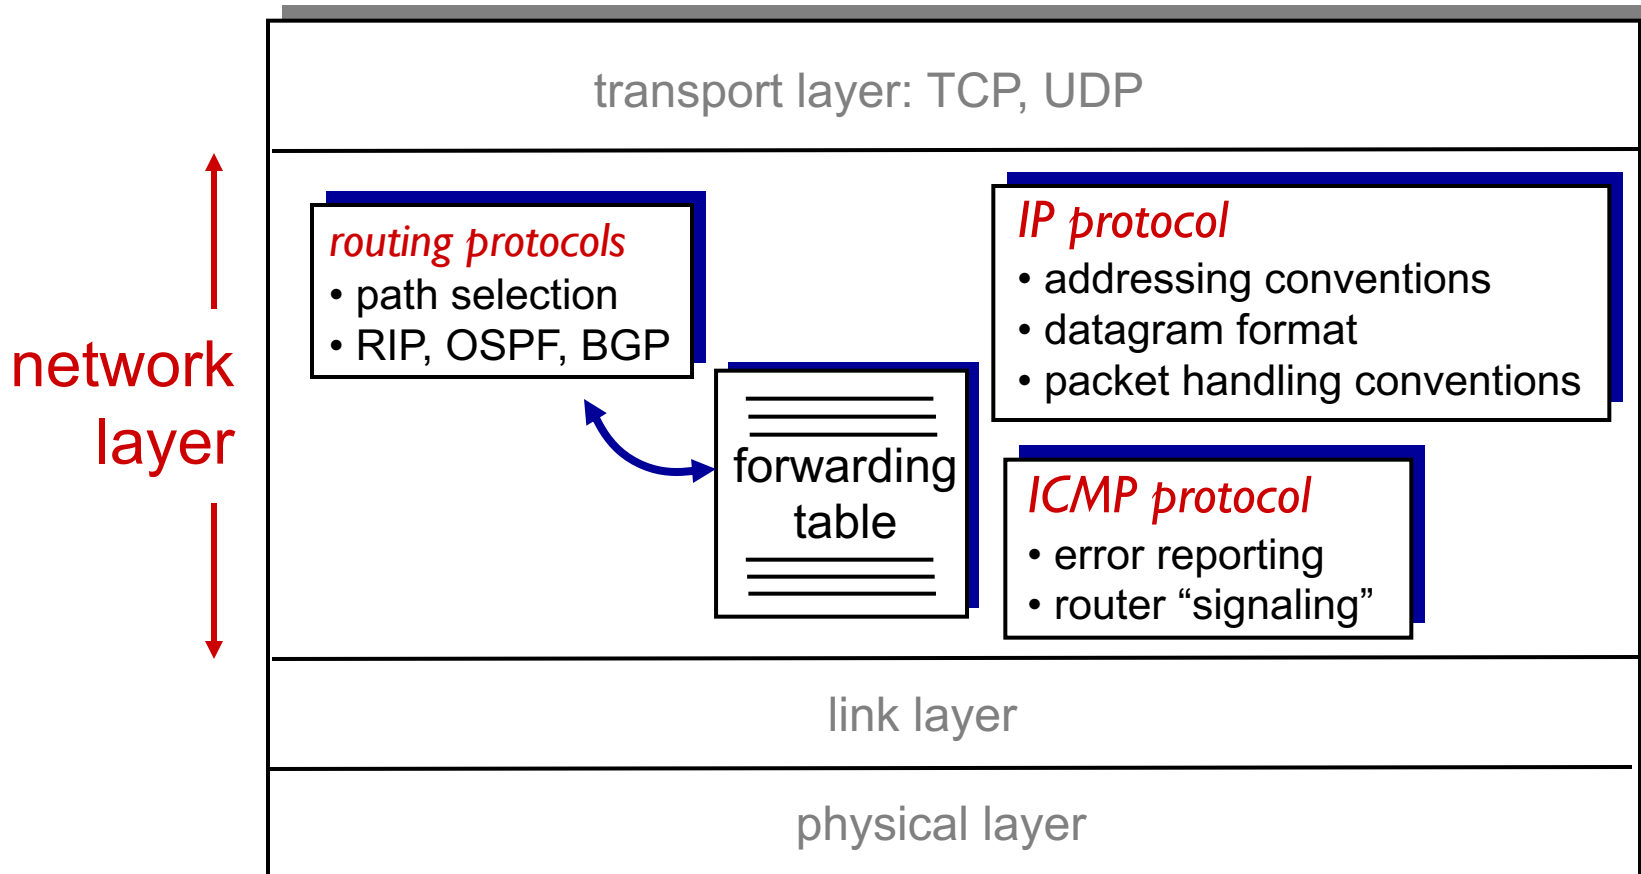 transport layer: TCP, UDP
network
layer
routing protocols
• path selection
• RIP, OSPF, BGP
forwarding
table
IP protocol
• addressing conventions
• datagram format
• packet handling conventions
ICMP protocol
• error reporting
• router “signaling”
link layer
physical layer